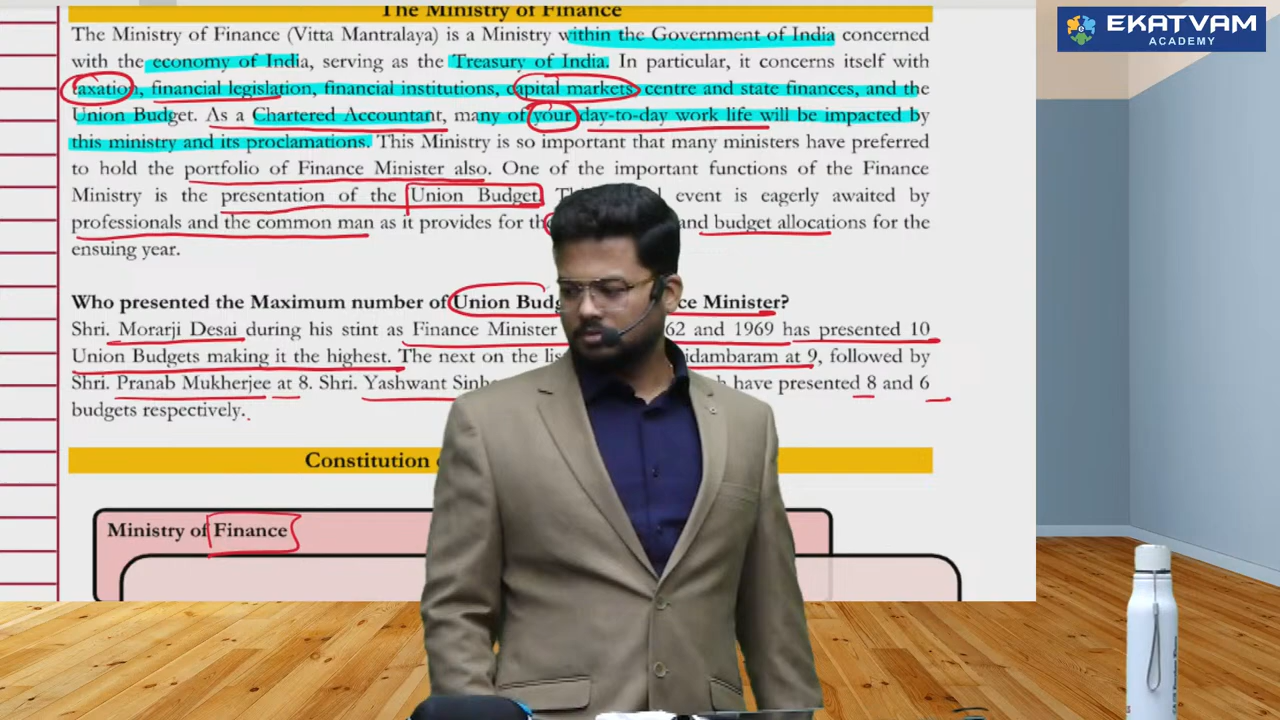 The Ministry of Finance
EKATVAM
ACADEMY
The Ministry of Finance (Vitta Mantralaya) is a Ministry within the Government of India concerned
with the economy of India, serving as the Treasury of India. In particular, it concerns itself with
taxation, financial legislation, financial institutions, capital markets, centre and state finances, and the
Union Budget. As a Chartered Accountant, many of your day-to-day work life will be impacted by
this ministry and its proclamations. This Ministry is so important that many ministers have preferred
to hold the portfolio of Finance Minister also. One of the important functions of the Finance
Ministry is the presentation of the Union Budget. event is eagerly awaited by
professionals and the common man as it provides for and budget allocations for the
ensuing year.
Who presented the Maximum number of Union Minister?
Shri. Morarji Desai during his stint as Finance Minister and 1969 has presented 10
Union Budgets making it the highest. The next on the at 9, followed by
Shri. Pranab Mukherjee at 8. Shri. Yashwant have presented 8 and 6
budgets respectively.
Constitution
Ministry of Finance